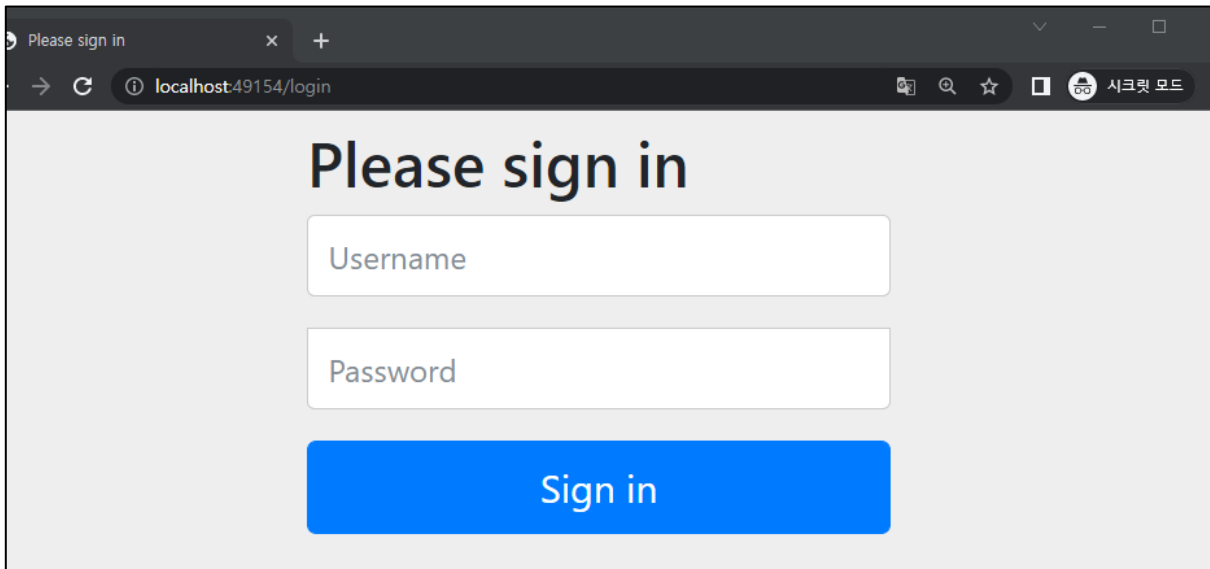 Please sign in
localhost:49154/login
시크릿 모드
Please sign in
Username
Password
Sign in